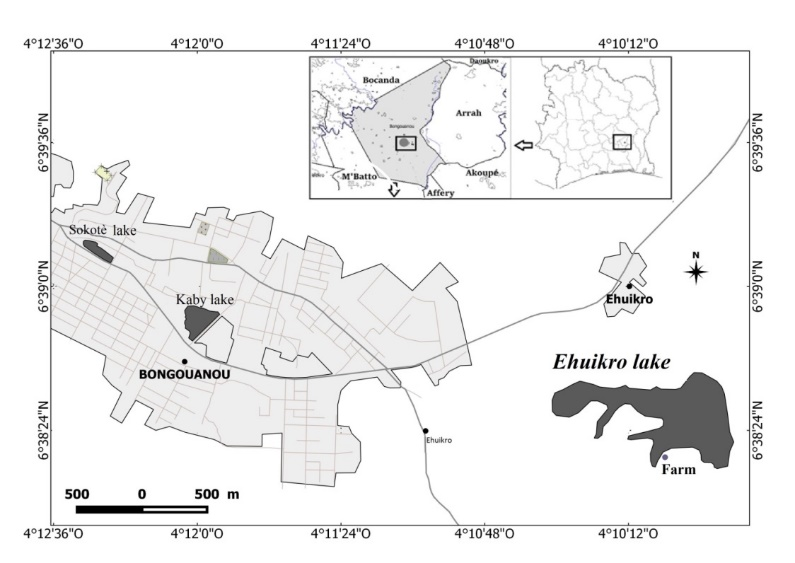 4°12'36"O 4°12'0"O 4°11'24"O 4°10'48"O 4°10'12"O
Daoukro
Bocanda
Arrah
Bongouanou
M'Batto
Akoupé
Affery
6°39'36"N 6°39'36"N
Sokotè lake
N
6°39'0"N 6°39'0"N
Kaby lake
Ehuikro
BONGOUANOU
Ehuikro lake
6°38'24"N 6°38'24"N
Ehuikro
Farm
500 0 500 m
4°12'36"O 4°12'0"O 4°11'24"O 4°10'48"O 4°10'12"O